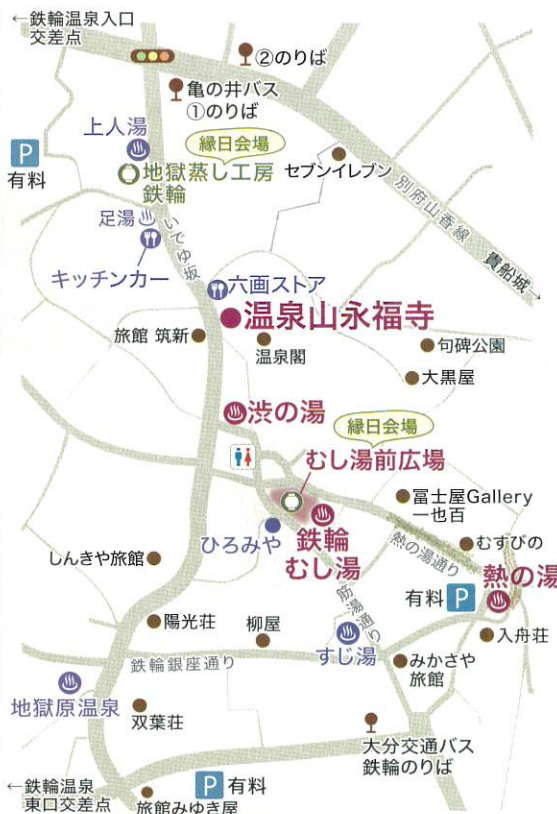 ←鉄輪温泉入口
交差点
②のりば
亀の井バス
①のりば
上人湯
縁日会場
P
有料
地獄蒸し工房
鉄輪
セブンイレブン
別府山香線
貴船城→
足湯
いでゆ坂
キッチンカー
六画ストア
温泉山永福寺
旅館 筑新
温泉閣
句碑公園
大黒屋
渋の湯
縁日会場
むし湯前広場
冨士屋Gallery
一也百
ひろみや
鉄輪
むし湯
熱の湯通り
むすびの
しんきや旅館
筋湯通り
有料 P
熱の湯
陽光荘
柳屋
すじ湯
入舟荘
鉄輪銀座通り
みかさや
旅館
地獄原温泉
双葉荘
大分交通バス
鉄輪のりば
←鉄輪温泉
東口交差点
P 有料
旅館みゆき屋